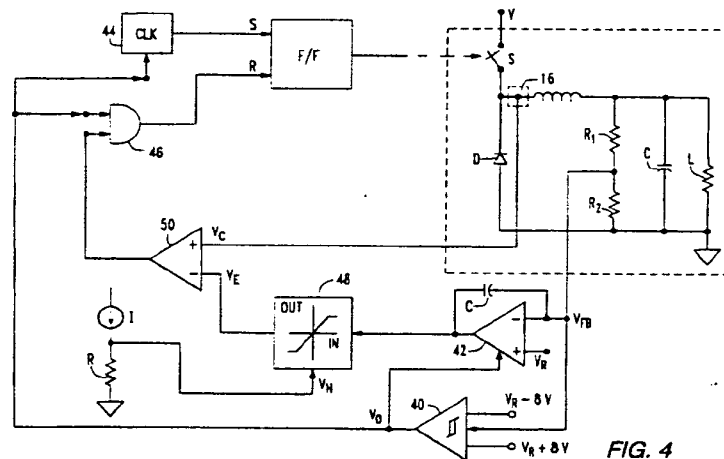 44
CLK
S
R
F/F
V
S
16
46
D
R1
R2
C
L
50
+
−
VC
VE
48
OUT
IN
VH
I
R
C
42
−
+
VFB
VR
VO
40
VR − δV
VR + δV
FIG. 4